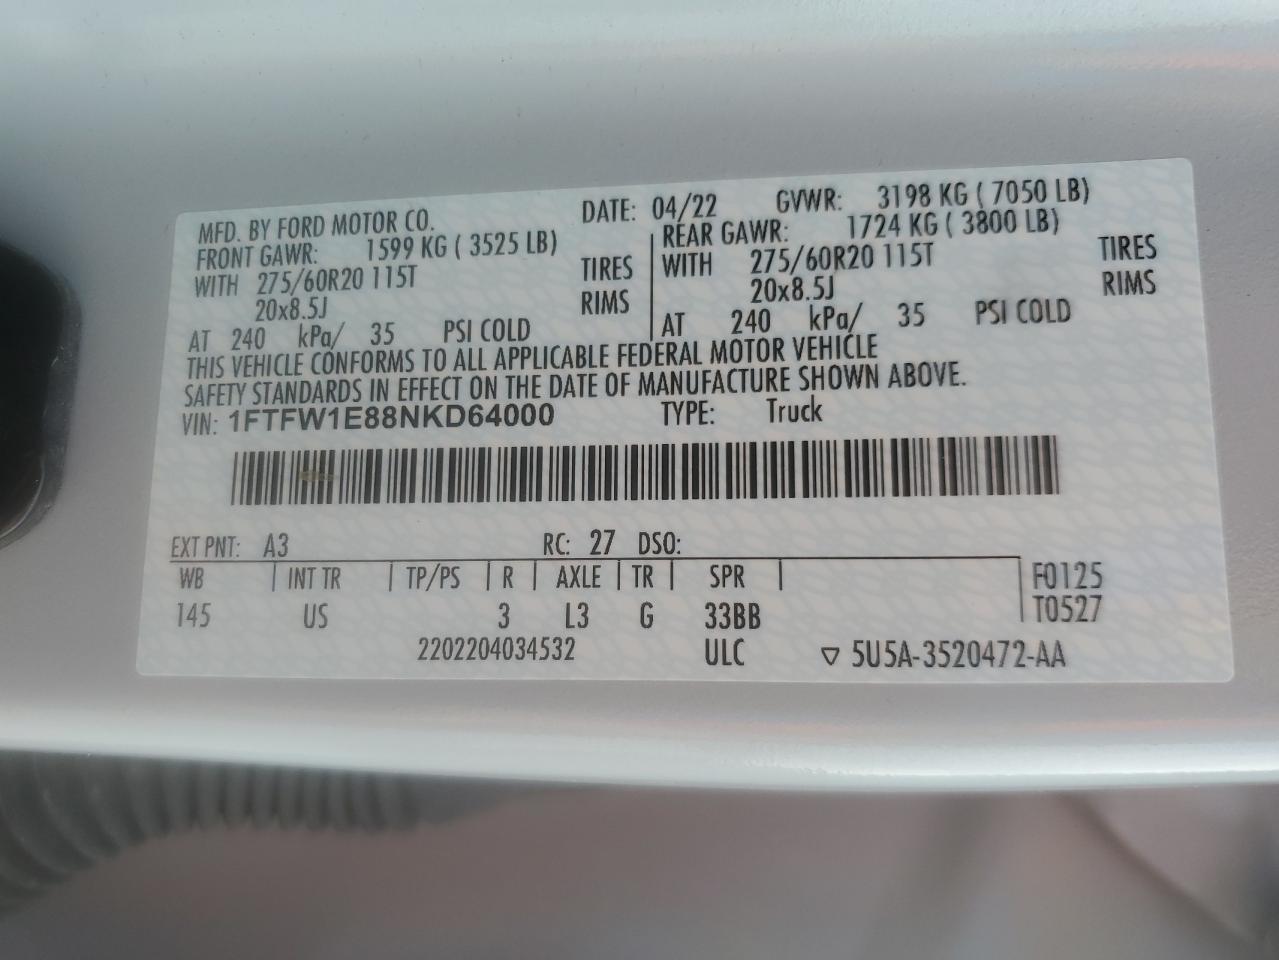 MFD. BY FORD MOTOR CO. DATE: 04/22 GVWR: 3198 KG ( 7050 LB)
FRONT GAWR: 1599 KG ( 3525 LB) REAR GAWR: 1724 KG ( 3800 LB)
WITH 275/60R20 115T TIRES WITH 275/60R20 115T TIRES
20x8.5J RIMS 20x8.5J RIMS
AT 240 kPa/ 35 PSI COLD AT 240 kPa/ 35 PSI COLD
THIS VEHICLE CONFORMS TO ALL APPLICABLE FEDERAL MOTOR VEHICLE
SAFETY STANDARDS IN EFFECT ON THE DATE OF MANUFACTURE SHOWN ABOVE.
VIN: 1FTFW1E88NKD64000 TYPE: Truck
EXT PNT: A3 RC: 27 DSO:
WB INT TR TP/PS R AXLE TR SPR F0125
145 US 3 L3 G 33BB T0527
2202204034532 ULC ▽ 5U5A-3520472-AA